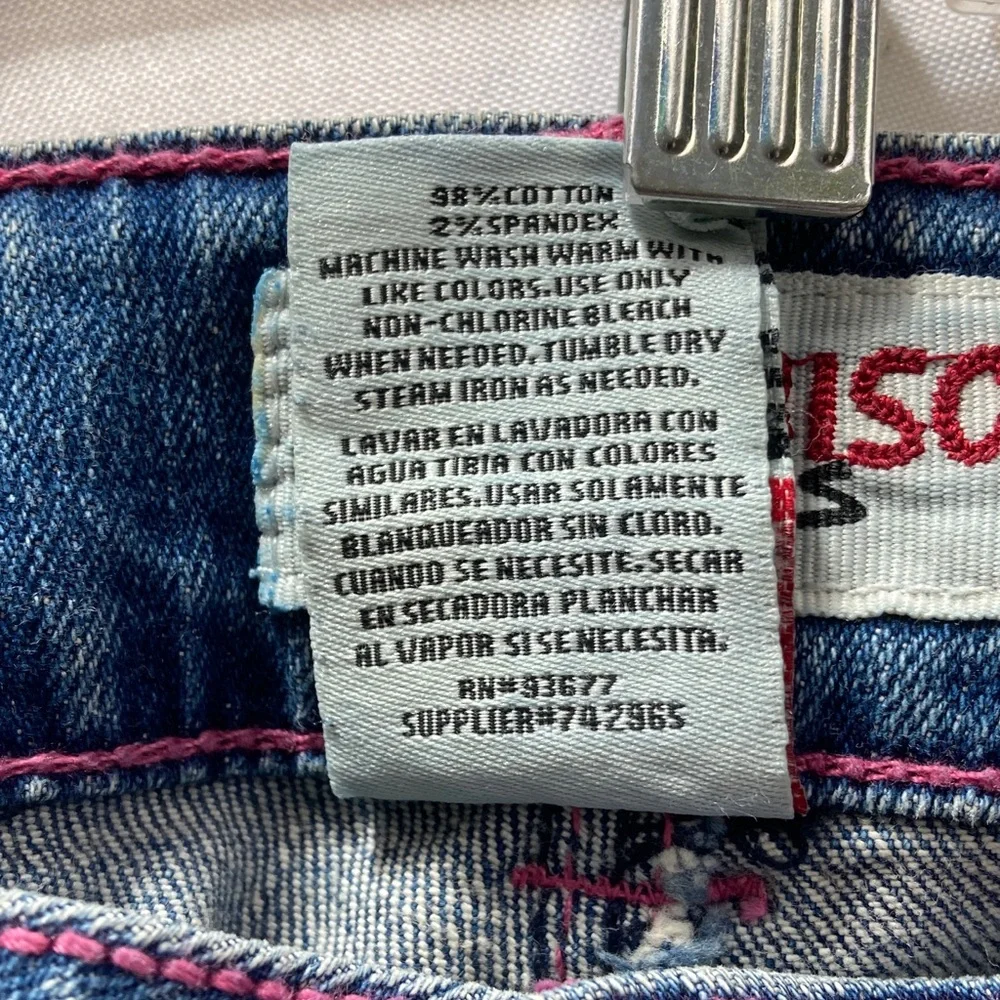 98% COTTON
2% SPANDEX
MACHINE WASH WARM WITH
LIKE COLORS. USE ONLY
NON-CHLORINE BLEACH
WHEN NEEDED. TUMBLE DRY
STEAM IRON AS NEEDED.
LAVAR EN LAVADORA CON
AGUA TIBIA CON COLORES
SIMILARES. USAR SOLAMENTE
BLANQUEADOR SIN CLORO.
CUANDO SE NECESITE. SECAR
EN SECADORA PLANCHAR
AL VAPOR SI SE NECESITA.
RN#93677
SUPPLIER#742965